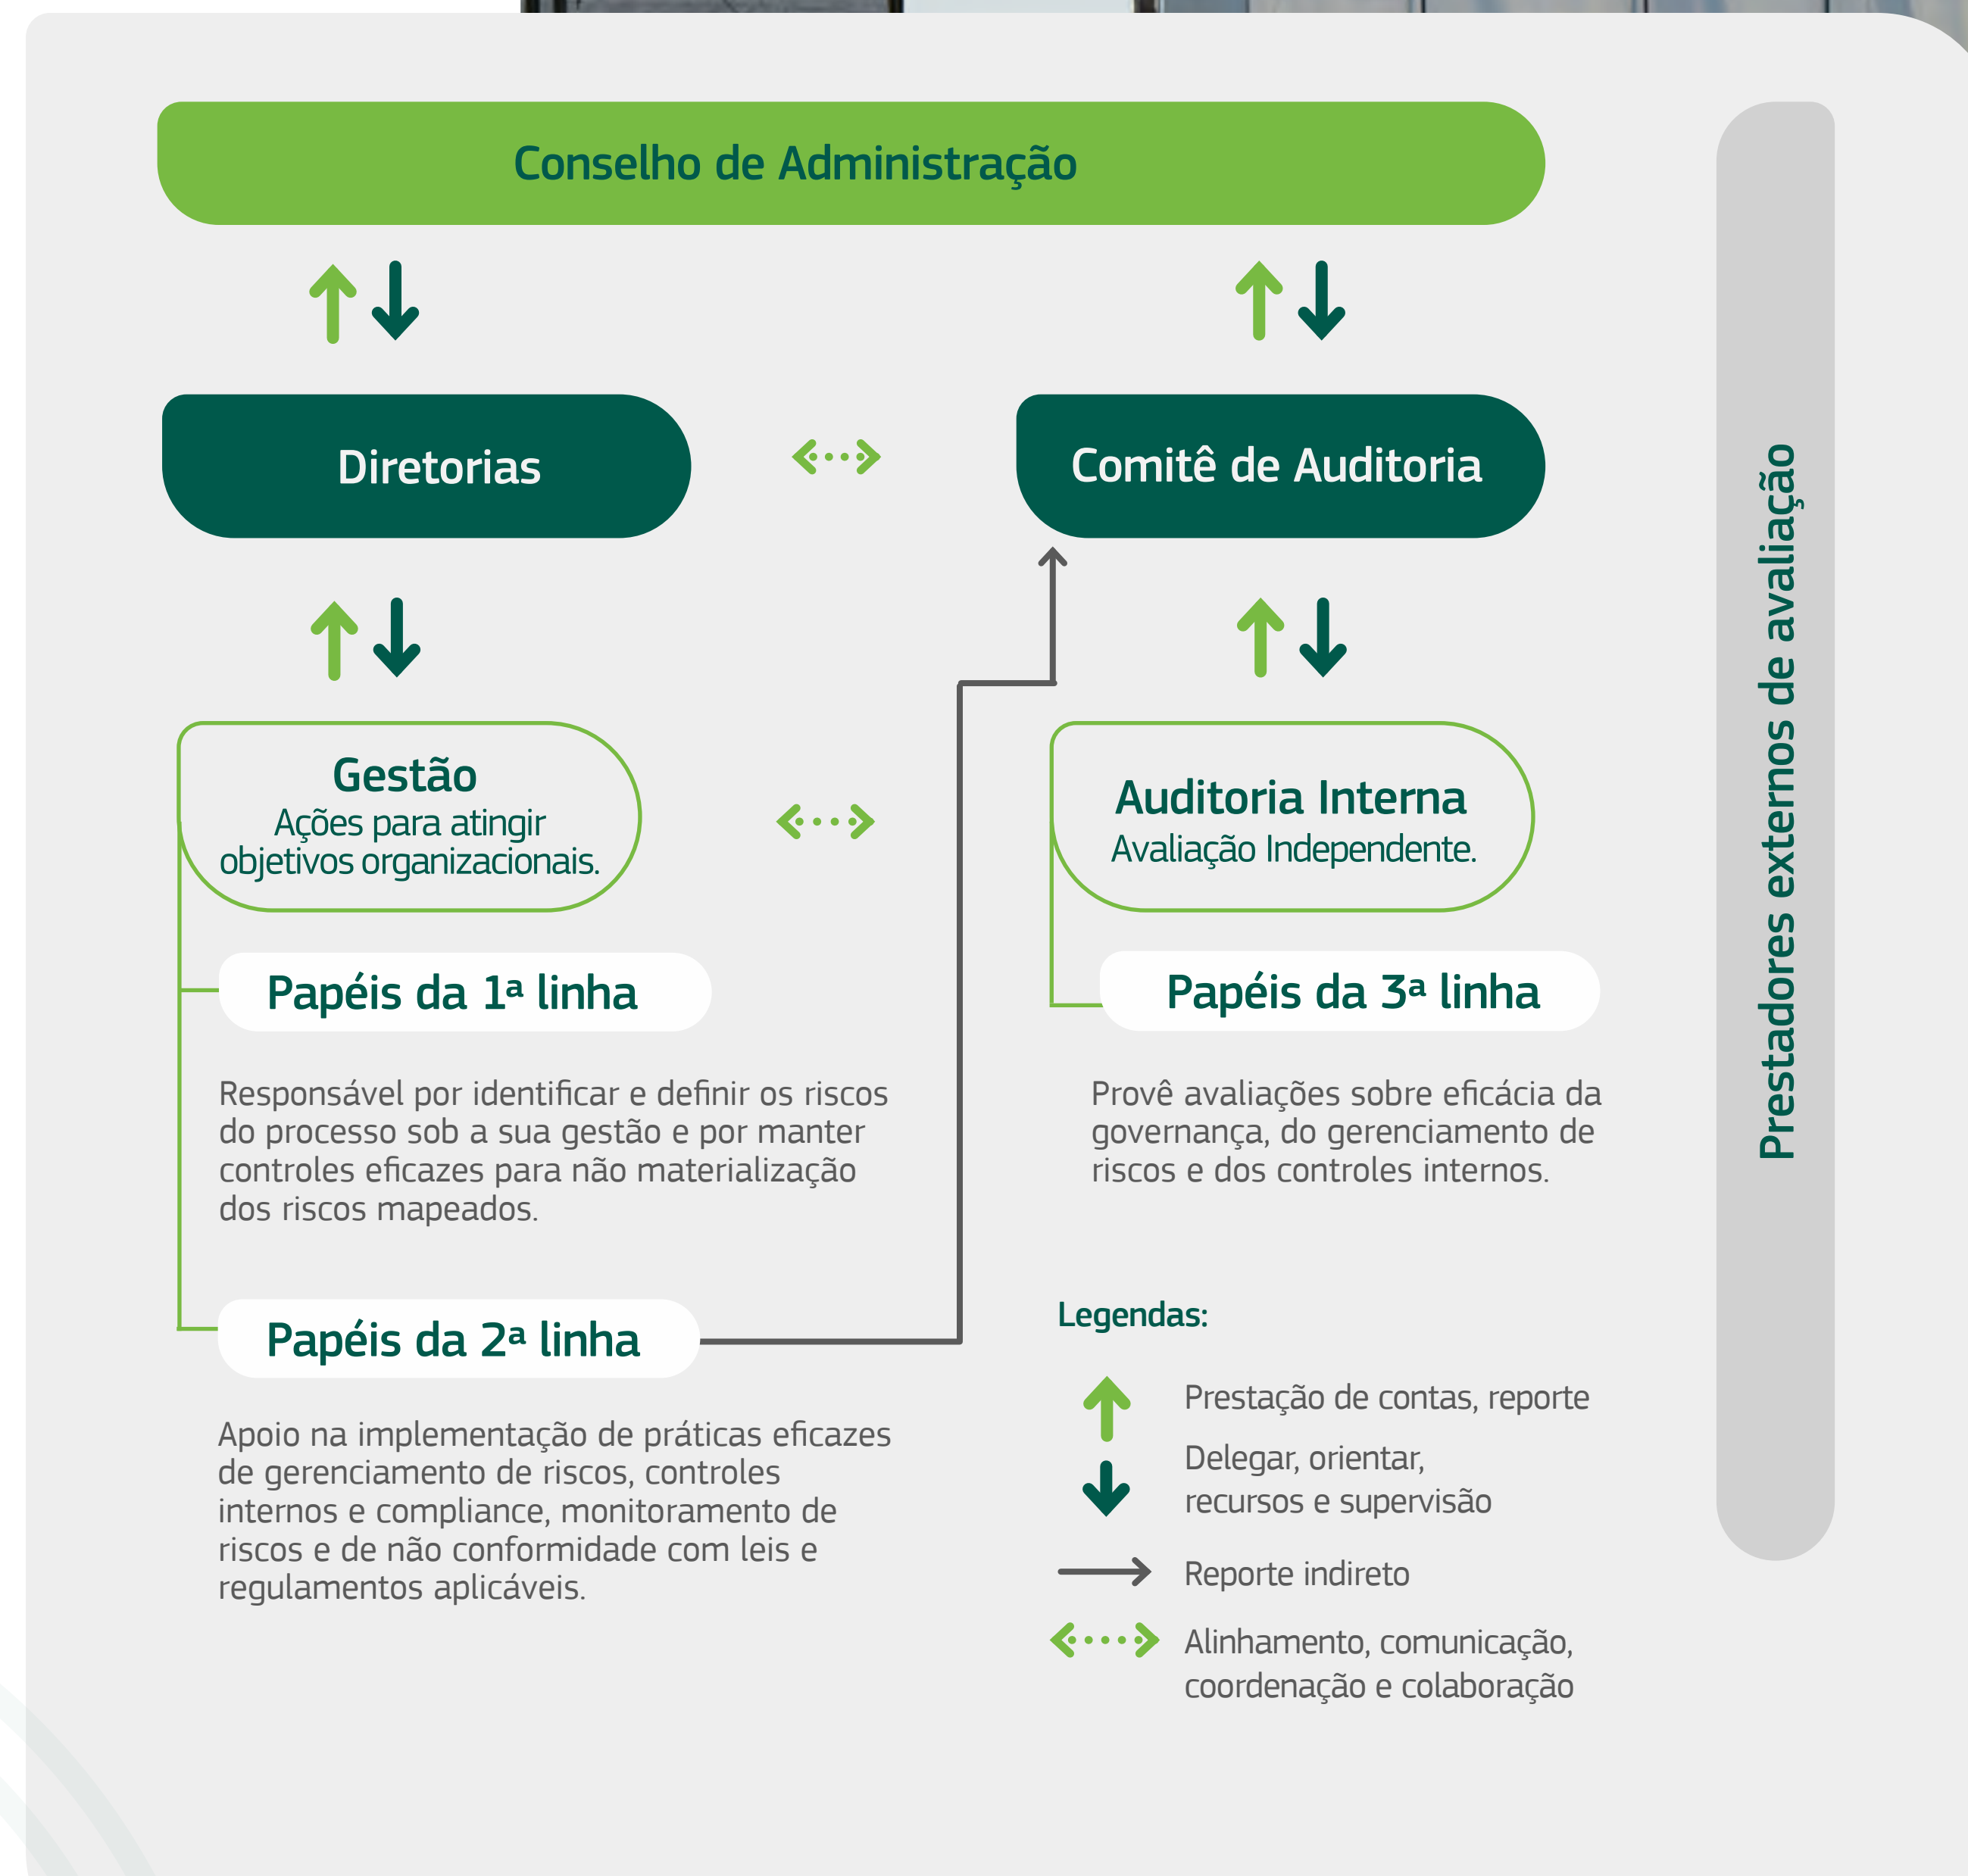 Conselho de Administração
Diretorias
Comitê de Auditoria
Gestão
Ações para atingir
objetivos organizacionais.
Auditoria Interna
Avaliação Independente.
Papéis da 1ª linha
Responsável por identificar e definir os riscos
do processo sob a sua gestão e por manter
controles eficazes para não materialização
dos riscos mapeados.
Papéis da 3ª linha
Provê avaliações sobre eficácia da
governança, do gerenciamento de
riscos e dos controles internos.
Papéis da 2ª linha
Apoio na implementação de práticas eficazes
de gerenciamento de riscos, controles
internos e compliance, monitoramento de
riscos e de não conformidade com leis e
regulamentos aplicáveis.
Legendas:
Prestação de contas, reporte
Delegar, orientar,
recursos e supervisão
Reporte indireto
Alinhamento, comunicação,
coordenação e colaboração
Prestadores externos de avaliação